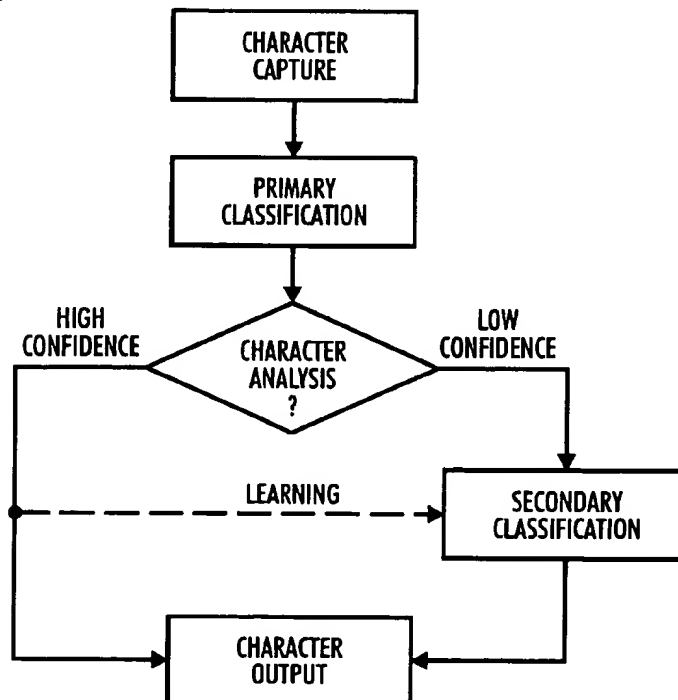 CHARACTER
CAPTURE
PRIMARY
CLASSIFICATION
HIGH
CONFIDENCE
CHARACTER
ANALYSIS
?
LOW
CONFIDENCE
LEARNING
SECONDARY
CLASSIFICATION
CHARACTER
OUTPUT